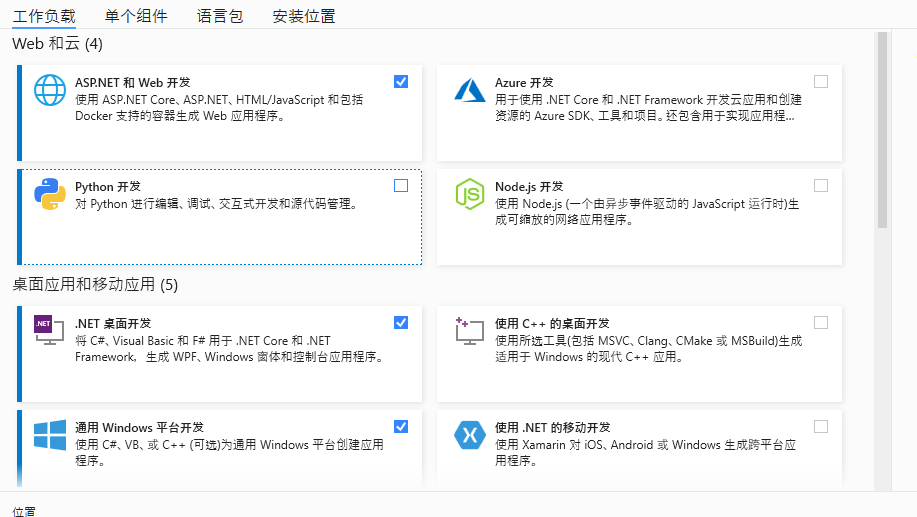 工作负载 单个组件 语言包 安装位置
Web 和云 (4)
ASP.NET 和 Web 开发
使用 ASP.NET Core、ASP.NET、HTML/JavaScript 和包括
Docker 支持的容器生成 Web 应用程序。
Azure 开发
用于使用 .NET Core 和 .NET Framework 开发云应用和创建
资源的 Azure SDK、工具和项目。还包含用于实现应用程...
Python 开发
对 Python 进行编辑、调试、交互式开发和源代码管理。
Node.js 开发
使用 Node.js (一个由异步事件驱动的 JavaScript 运行时)生
成可缩放的网络应用程序。
桌面应用和移动应用 (5)
.NET
.NET 桌面开发
将 C#、Visual Basic 和 F# 用于 .NET Core 和 .NET
Framework, 生成 WPF、Windows 窗体和控制台应用程序。
使用 C++ 的桌面开发
使用所选工具(包括 MSVC、Clang、CMake 或 MSBuild)生成
适用于 Windows 的现代 C++ 应用。
通用 Windows 平台开发
使用 C#、VB、或 C++ (可选)为通用 Windows 平台创建应用
程序。
使用 .NET 的移动开发
使用 Xamarin 对 iOS、Android 或 Windows 生成跨平台应
用程序。
位置